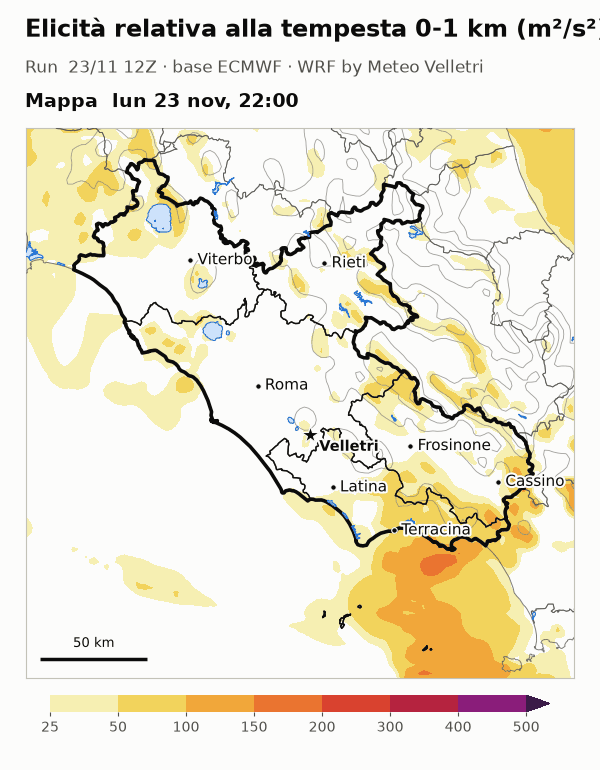 Elicità relativa alla tempesta 0-1 km (m²/s²)
Run 23/11 12Z · base ECMWF · WRF by Meteo Velletri
Mappa lun 23 nov, 22:00
Viterbo
Rieti
Roma
Velletri
Frosinone
Cassino
Latina
Terracina
50 km
25 50 100 150 200 300 400 500